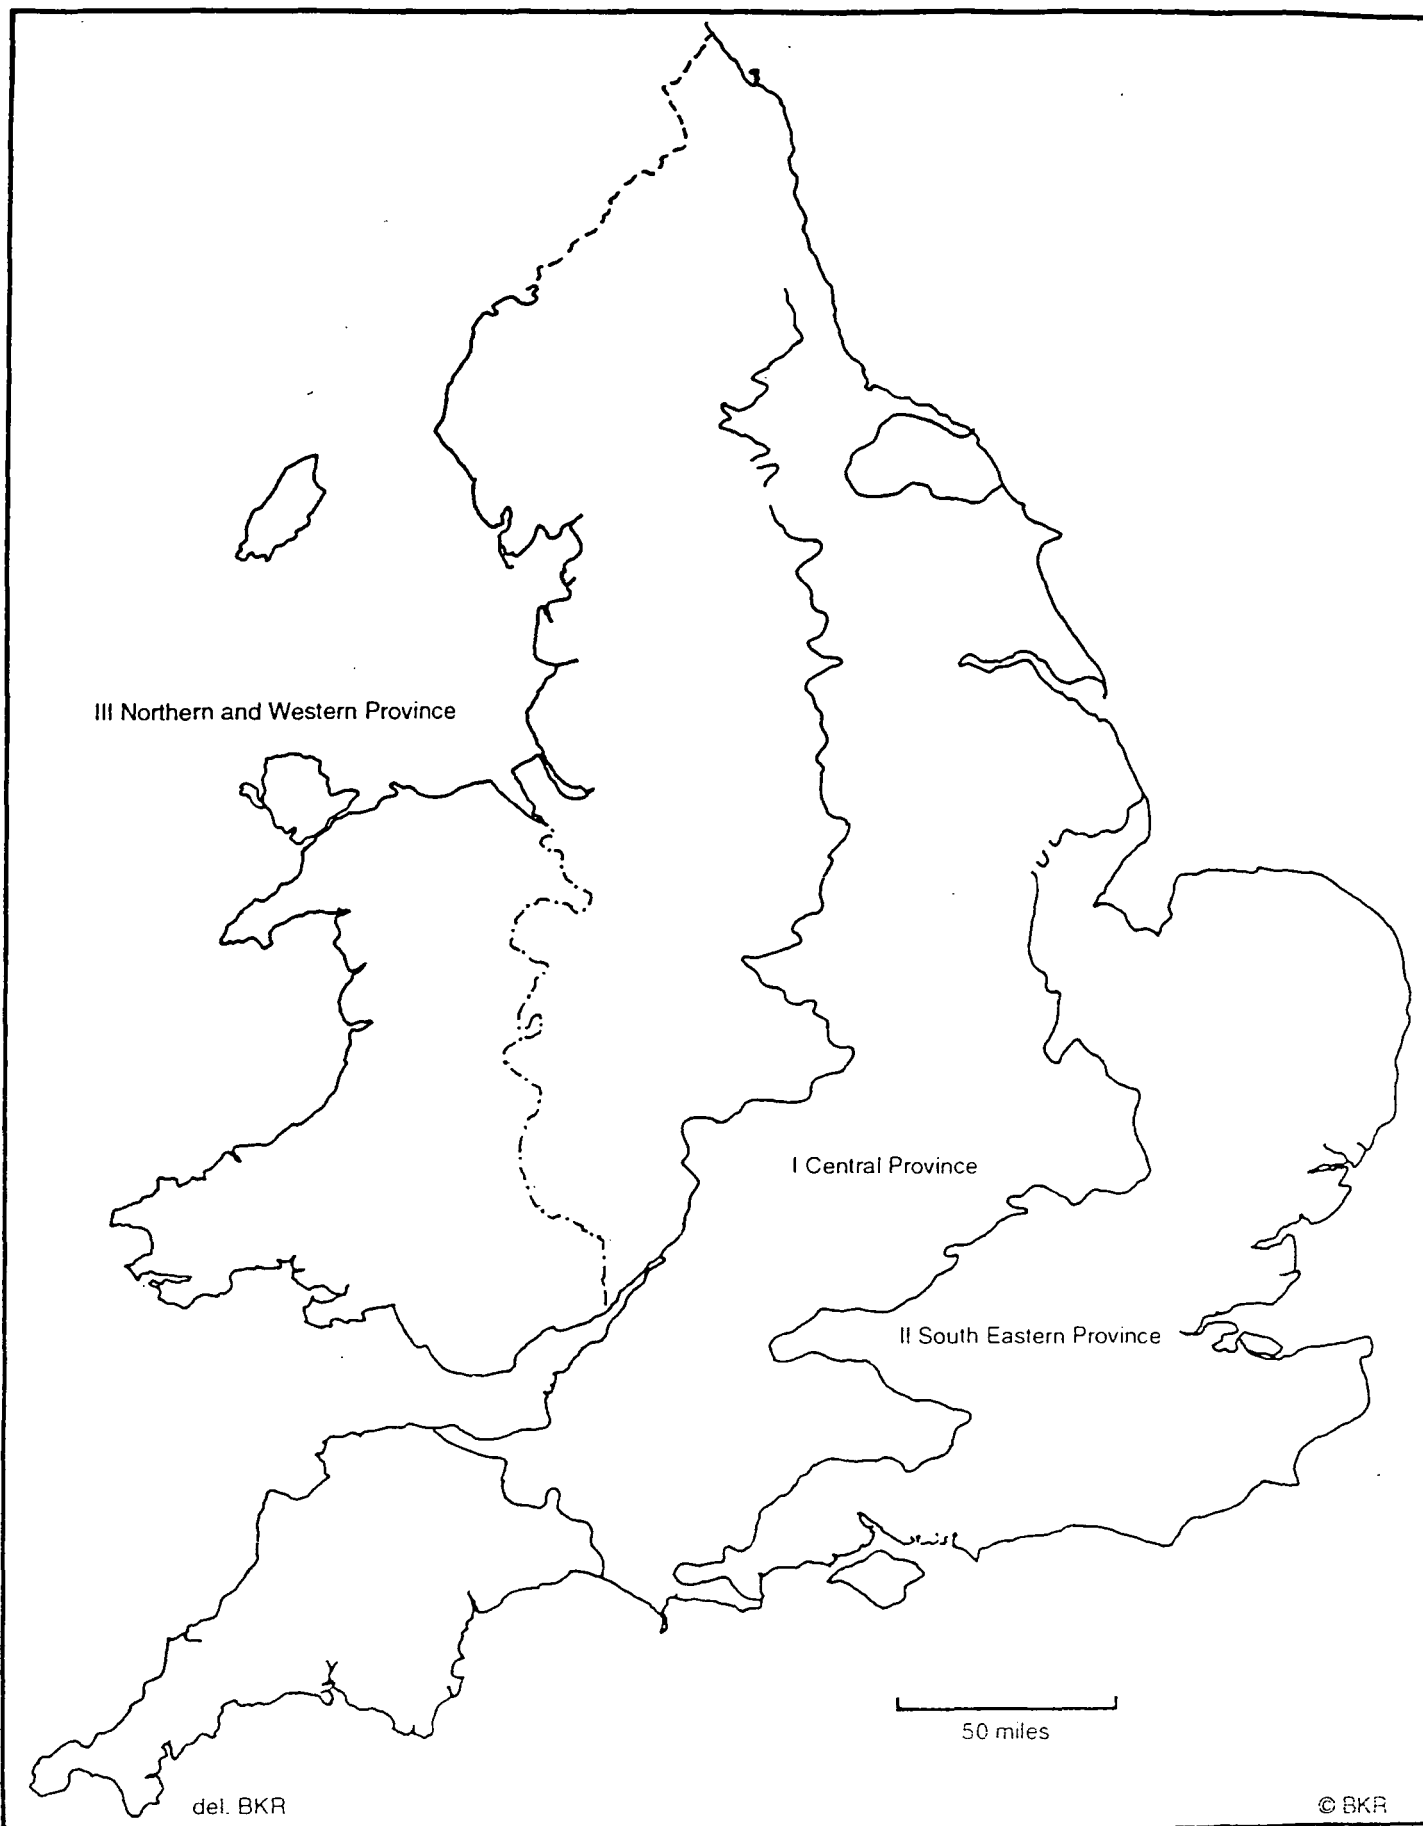 III Northern and Western Province
I Central Province
II South Eastern Province
50 miles
del. BKR
© BKR